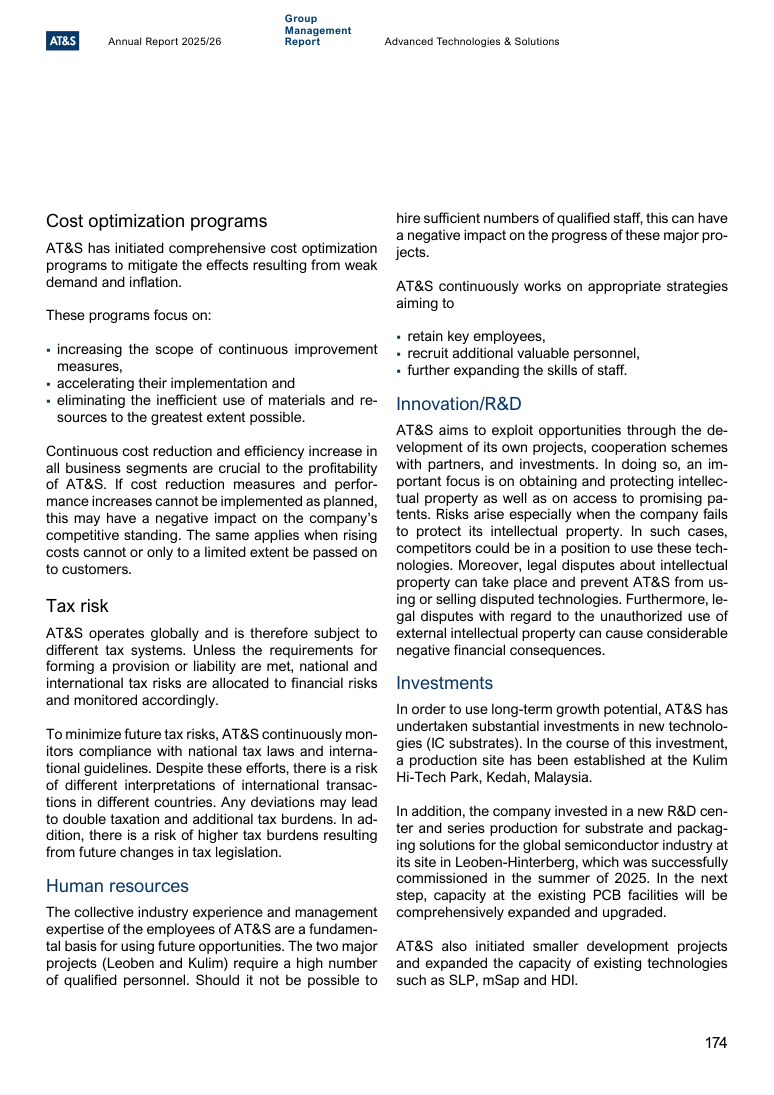 AT&S
Annual Report 2025/26
Group
Management
Report
Advanced Technologies & Solutions
Cost optimization programs
AT&S has initiated comprehensive cost optimization
programs to mitigate the effects resulting from weak
demand and inflation.
These programs focus on:
▪ increasing the scope of continuous improvement
measures,
▪ accelerating their implementation and
▪ eliminating the inefficient use of materials and re-
sources to the greatest extent possible.
Continuous cost reduction and efficiency increase in
all business segments are crucial to the profitability
of AT&S. If cost reduction measures and perfor-
mance increases cannot be implemented as planned,
this may have a negative impact on the company's
competitive standing. The same applies when rising
costs cannot or only to a limited extent be passed on
to customers.
Tax risk
AT&S operates globally and is therefore subject to
different tax systems. Unless the requirements for
forming a provision or liability are met, national and
international tax risks are allocated to financial risks
and monitored accordingly.
To minimize future tax risks, AT&S continuously mon-
itors compliance with national tax laws and interna-
tional guidelines. Despite these efforts, there is a risk
of different interpretations of international transac-
tions in different countries. Any deviations may lead
to double taxation and additional tax burdens. In ad-
dition, there is a risk of higher tax burdens resulting
from future changes in tax legislation.
Human resources
The collective industry experience and management
expertise of the employees of AT&S are a fundamen-
tal basis for using future opportunities. The two major
projects (Leoben and Kulim) require a high number
of qualified personnel. Should it not be possible to
hire sufficient numbers of qualified staff, this can have
a negative impact on the progress of these major pro-
jects.
AT&S continuously works on appropriate strategies
aiming to
▪ retain key employees,
▪ recruit additional valuable personnel,
▪ further expanding the skills of staff.
Innovation/R&D
AT&S aims to exploit opportunities through the de-
velopment of its own projects, cooperation schemes
with partners, and investments. In doing so, an im-
portant focus is on obtaining and protecting intellec-
tual property as well as on access to promising pa-
tents. Risks arise especially when the company fails
to protect its intellectual property. In such cases,
competitors could be in a position to use these tech-
nologies. Moreover, legal disputes about intellectual
property can take place and prevent AT&S from us-
ing or selling disputed technologies. Furthermore, le-
gal disputes with regard to the unauthorized use of
external intellectual property can cause considerable
negative financial consequences.
Investments
In order to use long-term growth potential, AT&S has
undertaken substantial investments in new technolo-
gies (IC substrates). In the course of this investment,
a production site has been established at the Kulim
Hi-Tech Park, Kedah, Malaysia.
In addition, the company invested in a new R&D cen-
ter and series production for substrate and packag-
ing solutions for the global semiconductor industry at
its site in Leoben-Hinterberg, which was successfully
commissioned in the summer of 2025. In the next
step, capacity at the existing PCB facilities will be
comprehensively expanded and upgraded.
AT&S also initiated smaller development projects
and expanded the capacity of existing technologies
such as SLP, mSap and HDI.
174